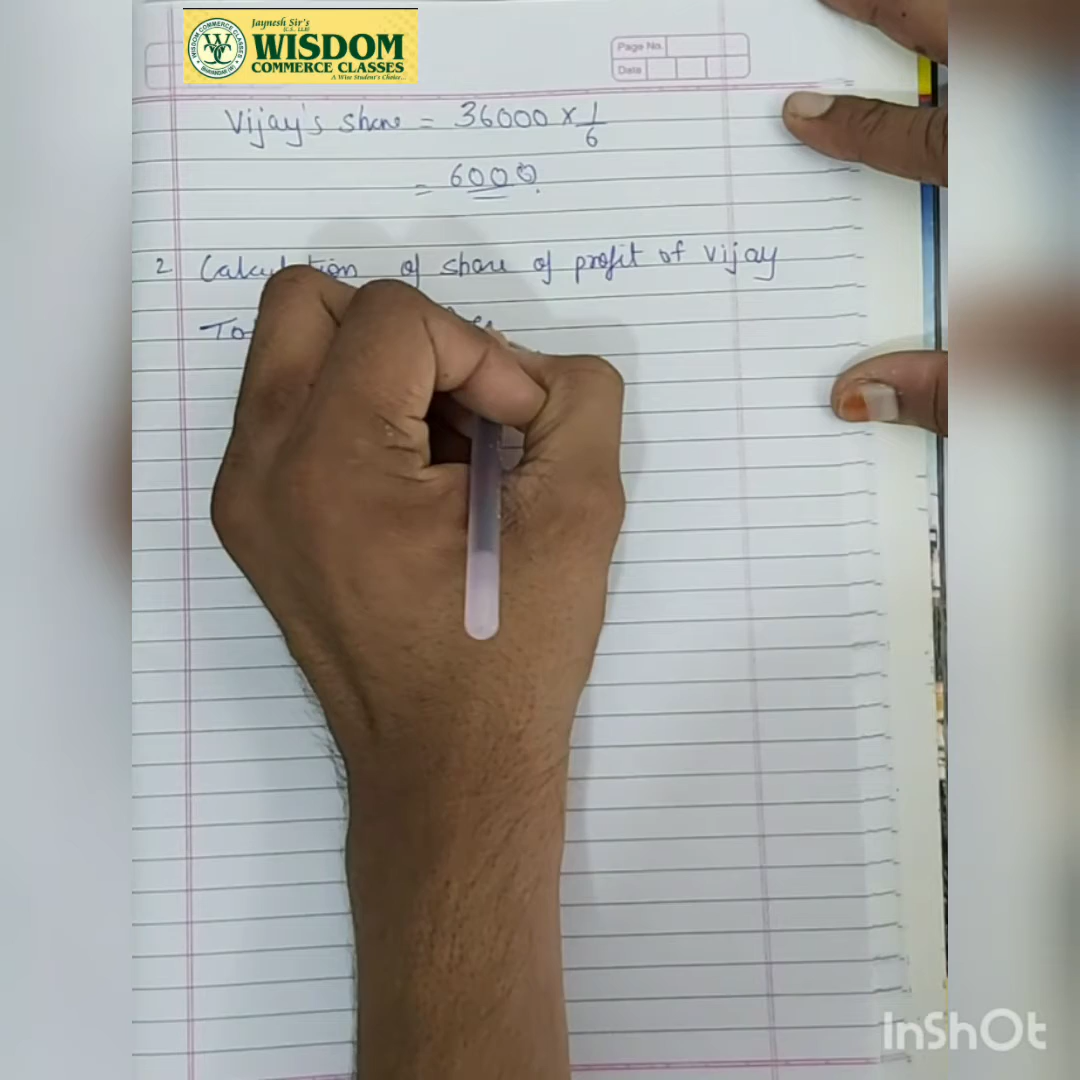 Jaynesh Sir's
WISDOM
COMMERCE CLASSES
A Wise Student's Choice...
Page No.
Date
Vijay's share = 36000 × 1/6
= 6000
2 Calculation of share of profit of Vijay
InShOt